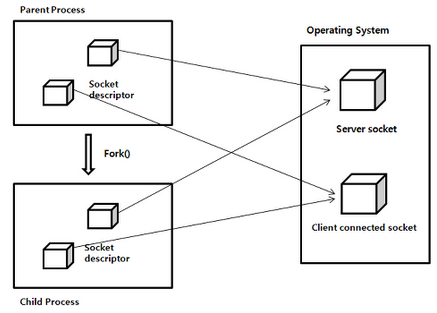 Parent Process
Operating System
Socket
descriptor
Server socket
Fork()
Client connected socket
Socket
descriptor
Child Process